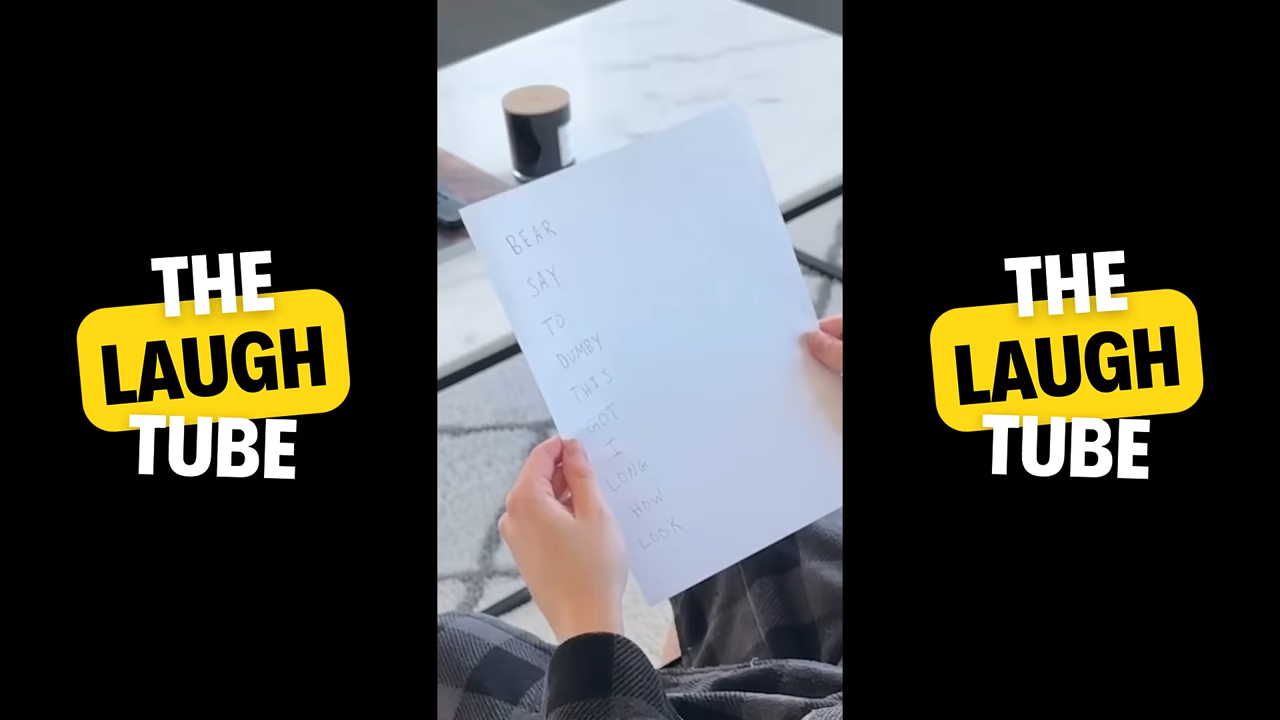 THE
LAUGH
TUBE
BEAR
SAY
TO
DUMBY
THIS
GOT
I
LONG
HOW
LOOK
THE
LAUGH
TUBE